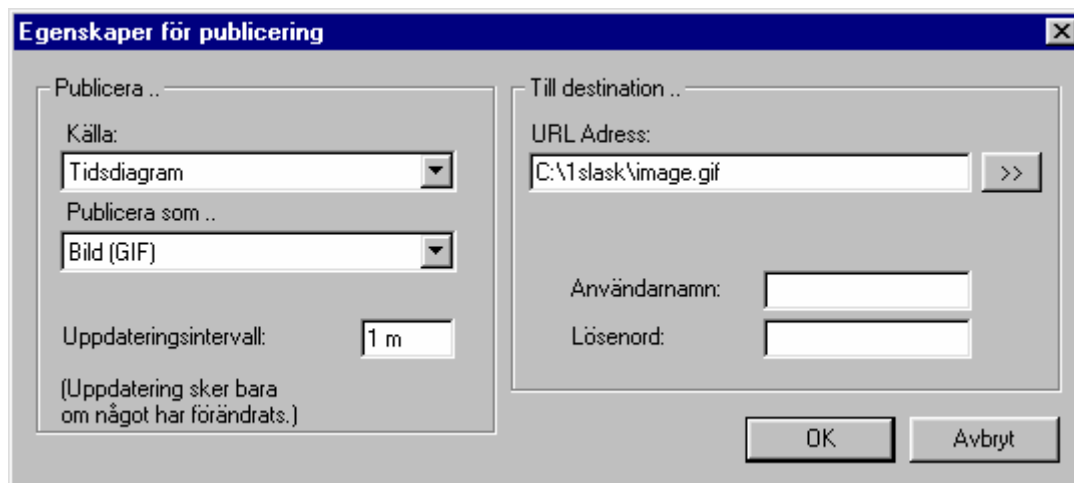 Egenskaper för publicering
Publicera ..
Källa:
Tidsdiagram
Publicera som ..
Bild (GIF)
Uppdateringsintervall:
1 m
(Uppdatering sker bara
om något har förändrats.)
Till destination ..
URL Adress:
C:\1slask\image.gif
>>
Användarnamn:
Lösenord:
OK
Avbryt